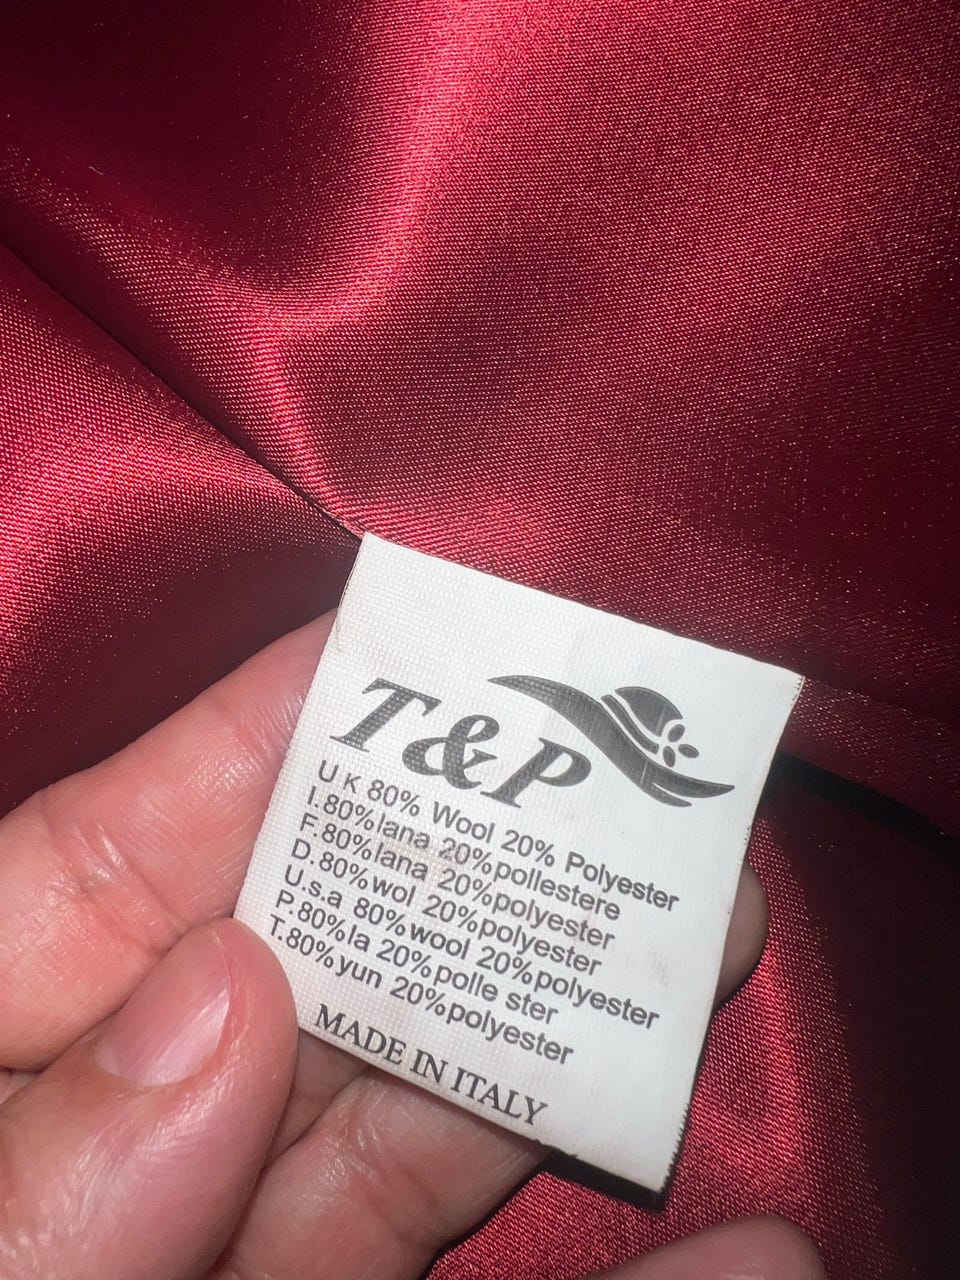 T&P
U K 80% Wool 20% Polyester
I.80%lana 20%pollestere
F.80%lana 20%polyester
D.80%wol 20%polyester
U.s.a 80%wool 20%polyester
P.80%la 20%polle ster
T.80%yun 20%polyester
MADE IN ITALY